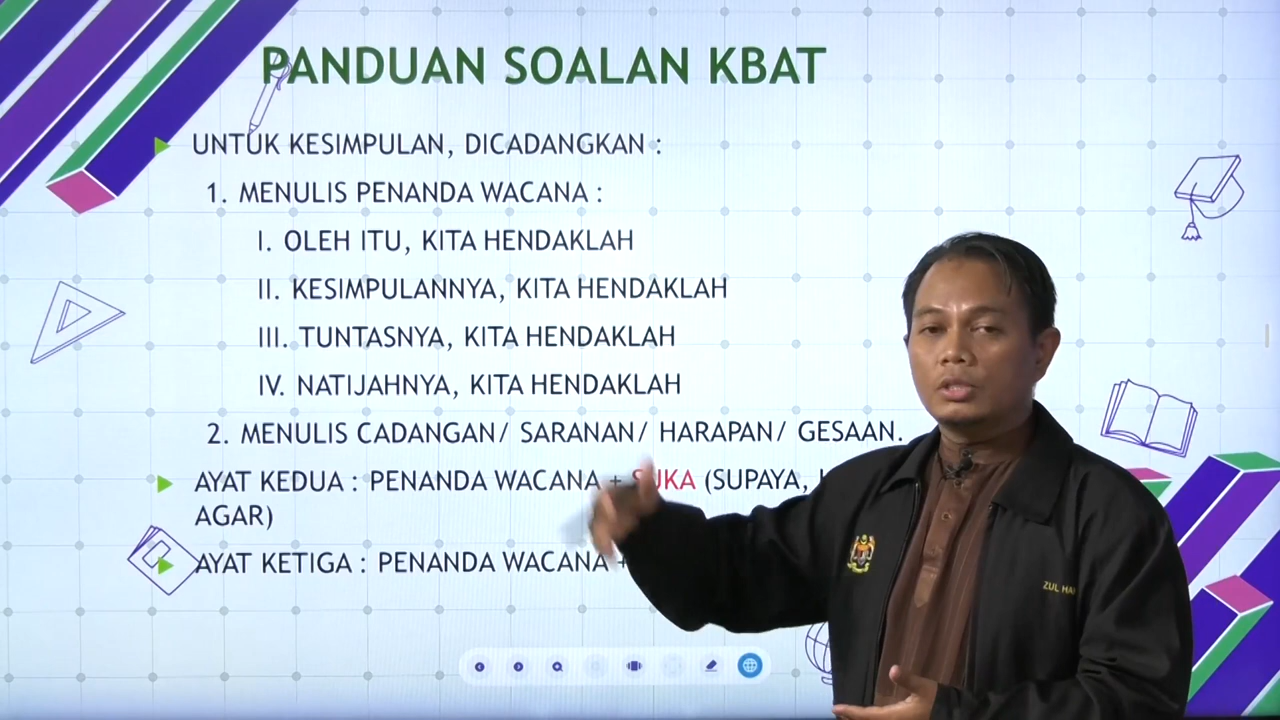 PANDUAN SOALAN KBAT
UNTUK KESIMPULAN, DICADANGKAN :
1. MENULIS PENANDA WACANA :
I. OLEH ITU, KITA HENDAKLAH
II. KESIMPULANNYA, KITA HENDAKLAH
III. TUNTASNYA, KITA HENDAKLAH
IV. NATIJAHNYA, KITA HENDAKLAH
2. MENULIS CADANGAN/ SARANAN/ HARAPAN/ GESAAN.
AYAT KEDUA : PENANDA WACANA + SUKA (SUPAYA,
AGAR)
AYAT KETIGA : PENANDA WACANA +
ZUL